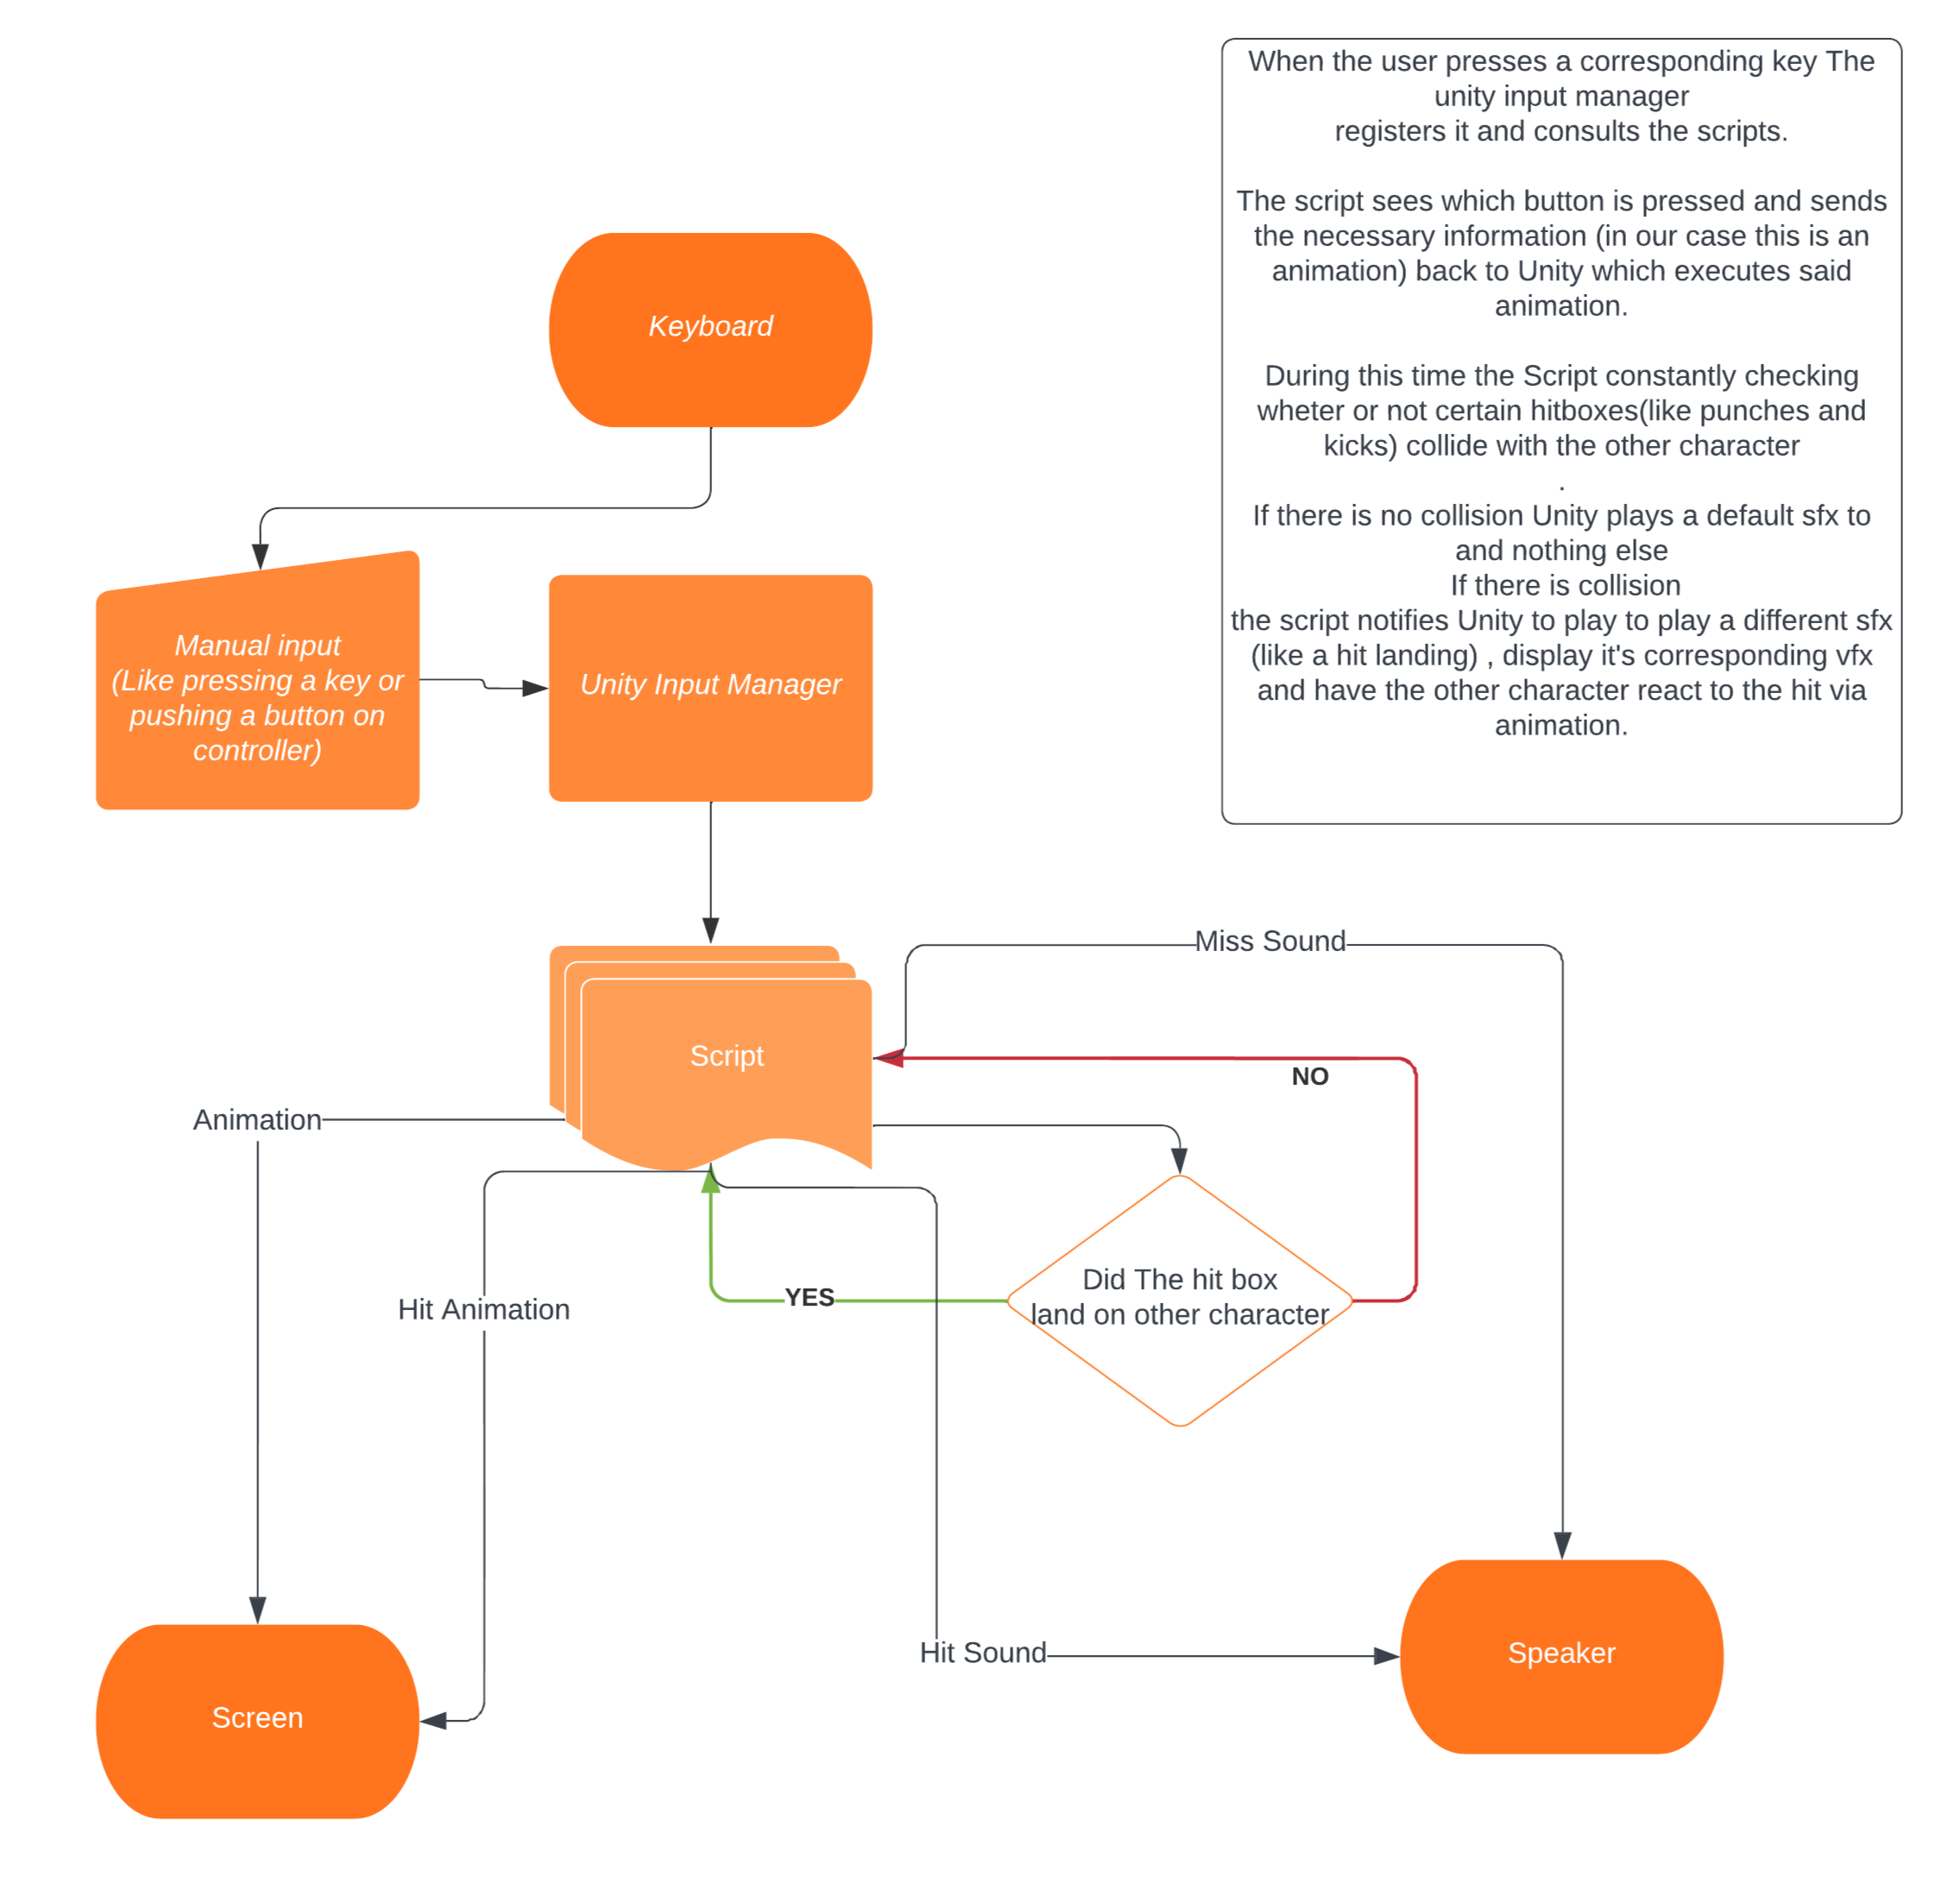 When the user presses a corresponding key The
unity input manager
registers it and consults the scripts.
The script sees which button is pressed and sends
the necessary information (in our case this is an
animation) back to Unity which executes said
animation.
During this time the Script constantly checking
wheter or not certain hitboxes(like punches and
kicks) collide with the other character
.
If there is no collision Unity plays a default sfx to
and nothing else
If there is collision
the script notifies Unity to play to play a different sfx
(like a hit landing) , display it's corresponding vfx
and have the other character react to the hit via
animation.
Keyboard
Manual input
(Like pressing a key or
pushing a button on
controller)
Unity Input Manager
Miss Sound
Script
NO
Animation
Did The hit box
land on other character
YES
Hit Animation
Hit Sound
Speaker
Screen